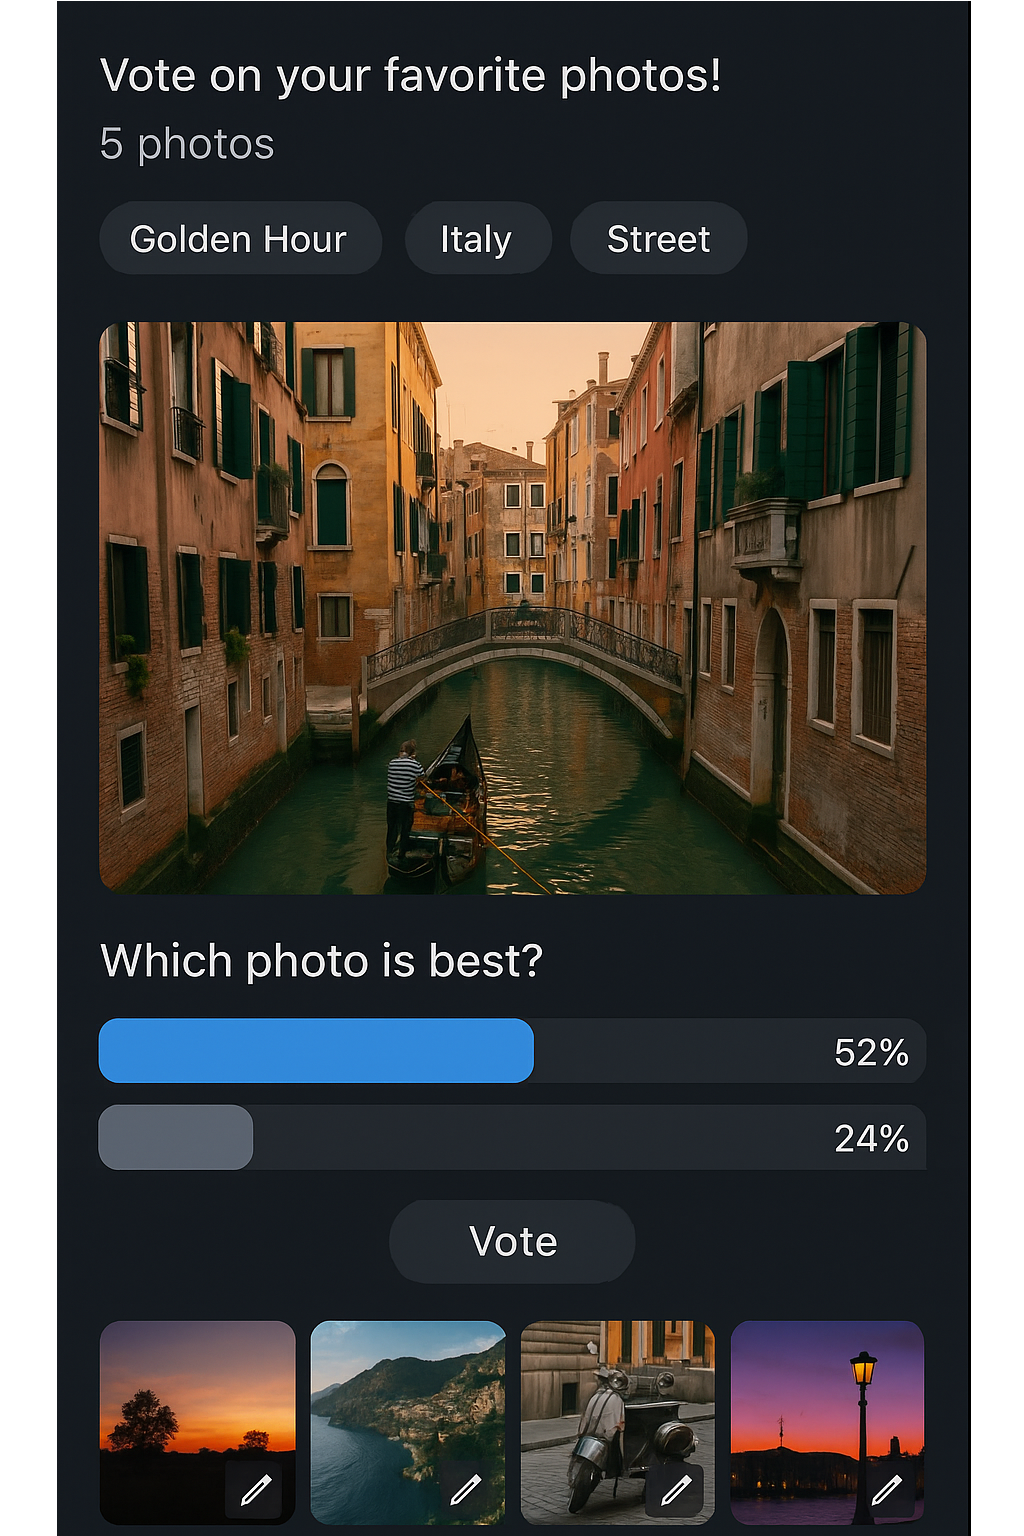 Vote on your favorite photos!
5 photos
Golden Hour
Italy
Street
Which photo is best?
52%
24%
Vote